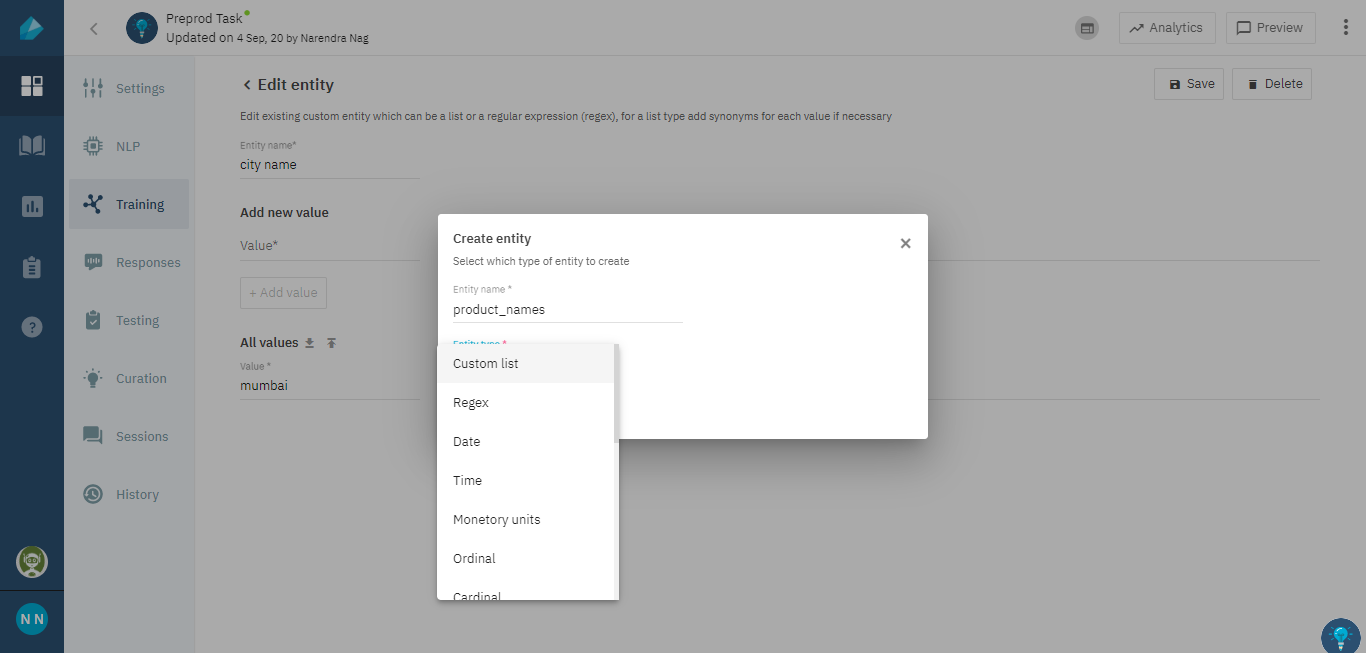 Preprod Task
Updated on 4 Sep, 20 by Narendra Nag
Analytics
Preview
Settings
NLP
Training
Responses
Testing
Curation
Sessions
History
N N
Edit entity
Save
Delete
Edit existing custom entity which can be a list or a regular expression (regex), for a list type add synonyms for each value if necessary
Entity name*
city name
Add new value
Value*
+ Add value
All values
Value *
mumbai
Create entity
Select which type of entity to create
Entity name *
product_names
Entity type *
Custom list
Regex
Date
Time
Monetory units
Ordinal
Cardinal